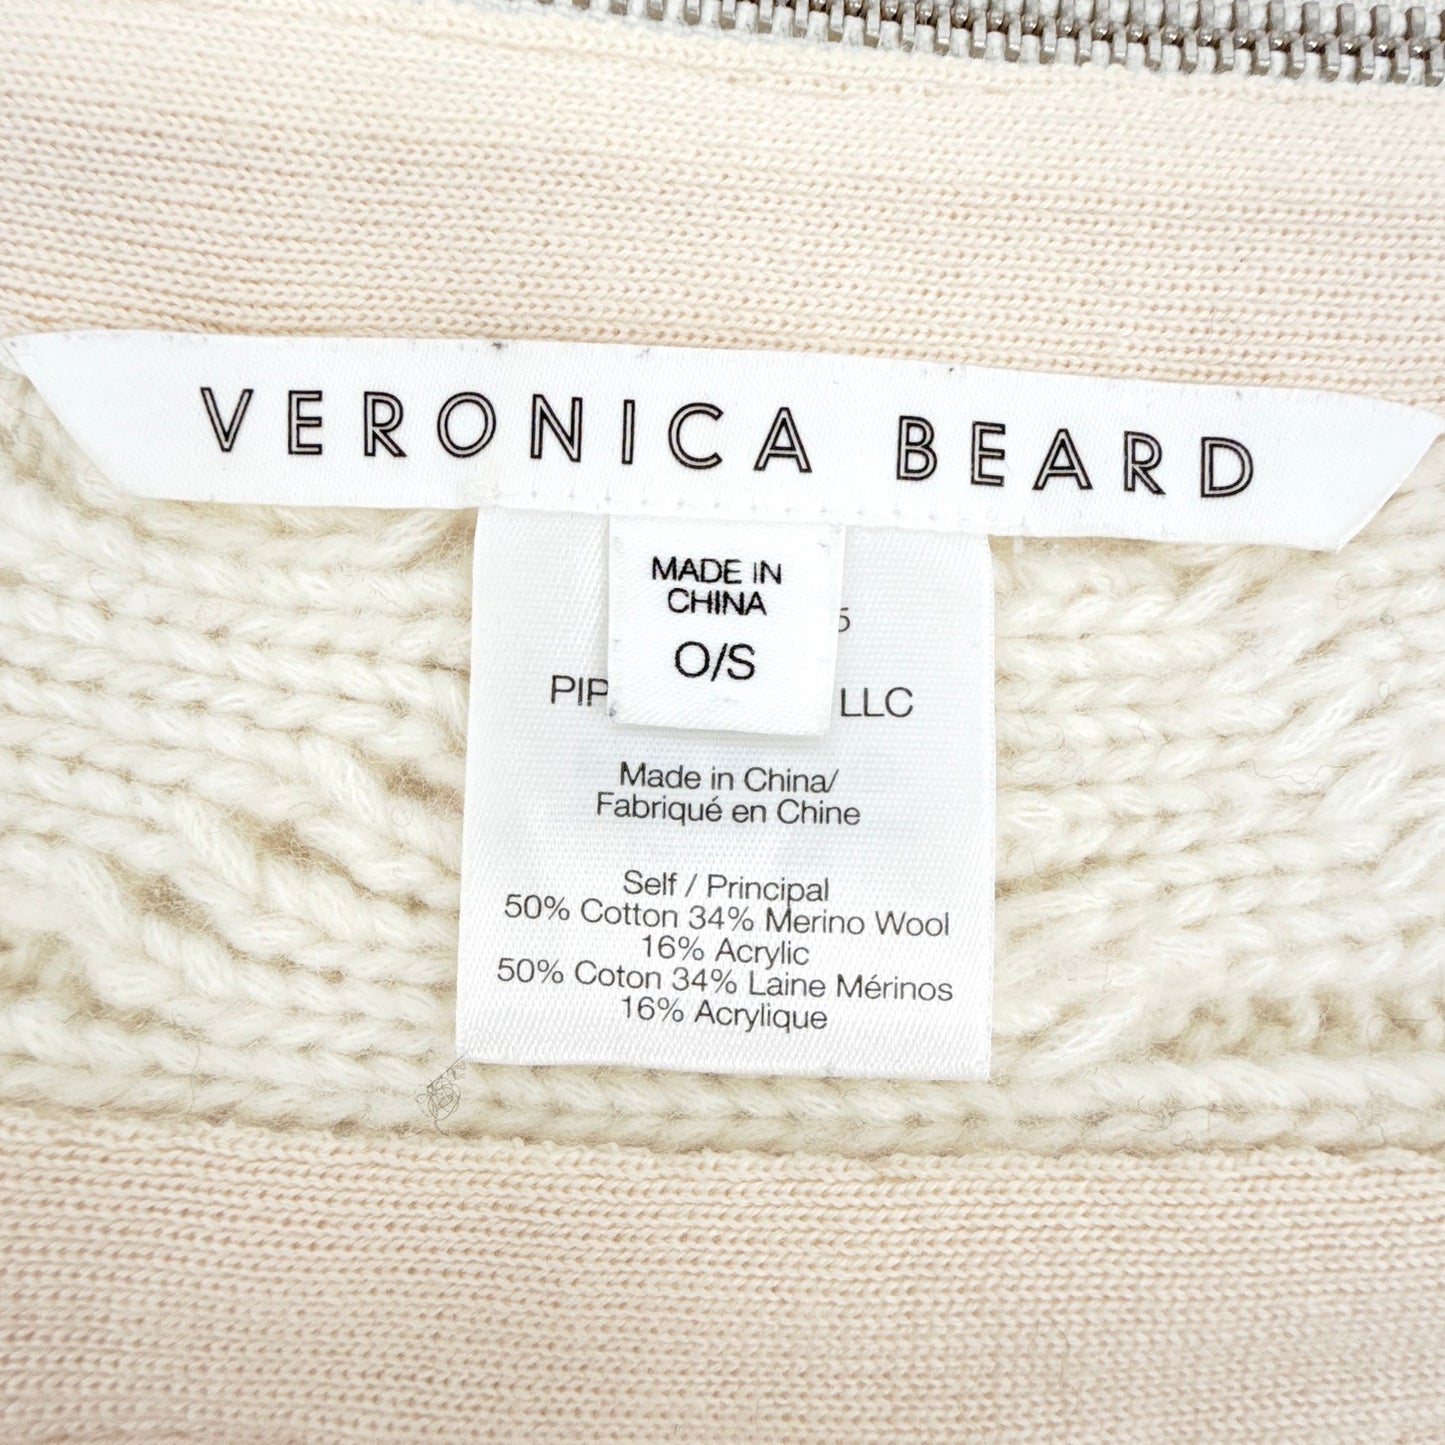 VERONICA BEARD
MADE IN
CHINA
O/S
LLC
Made in China/
Fabriqué en Chine
Self / Principal
50% Cotton 34% Merino Wool
16% Acrylic
50% Coton 34% Laine Mérinos
16% Acrylique